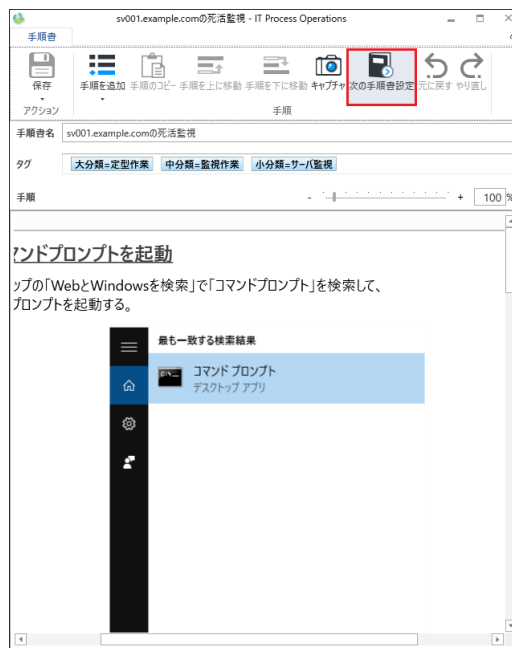 sv001.example.comの死活監視 - IT Process Operations
手順書
保存
手順を追加
手順のコピー
手順を上に移動
手順を下に移動
キャプチャ
次の手順書設定
元に戻す
やり直し
アクション
手順
手順書名 sv001.example.comの死活監視
タグ 大分類=定型作業 中分類=監視作業 小分類=サーバ監視
手順 - + 100 %
マンドプロンプトを起動
ップの「WebとWindowsを検索」で「コマンドプロンプト」を検索して、
プロンプトを起動する。
最も一致する検索結果
コマンド プロンプト
デスクトップ アプリ